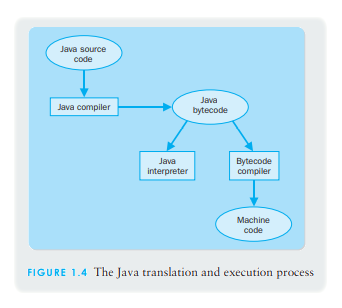 Java source
code
Java compiler
Java
bytecode
Java
interpreter
Bytecode
compiler
Machine
code
FIGURE 1.4 The Java translation and execution process